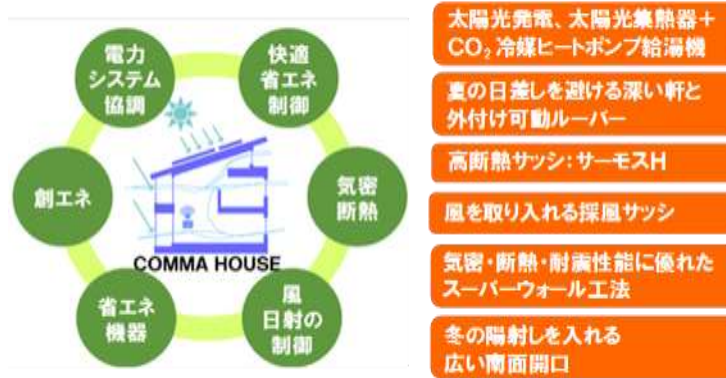 電力
システム
協調
快適
省エネ
制御
創エネ
気密
断熱
COMMA HOUSE
省エネ
機器
風
日射の
制御
太陽光発電、太陽光集熱器＋
CO₂冷媒ヒートポンプ給湯機
夏の日差しを避ける深い軒と
外付け可動ルーバー
高断熱サッシ：サーモスH
風を取り入れる採風サッシ
気密・断熱・耐震性能に優れた
スーパーウォール工法
冬の陽射しを入れる
広い南面開口